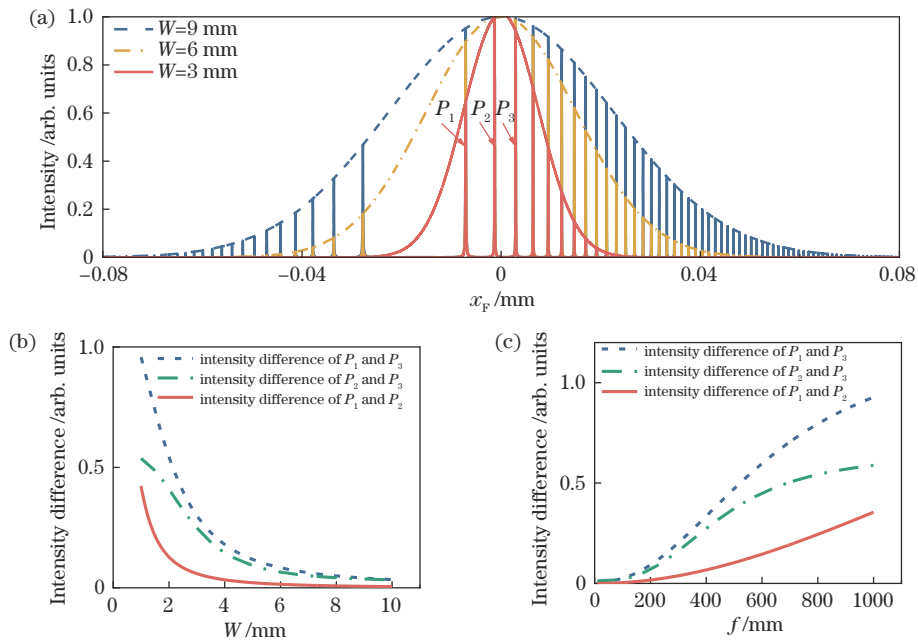 (a)
1.0
0.8
0.6
0.4
0.2
0
Intensity /arb. units
W=9 mm
W=6 mm
W=3 mm
P1 P2 P3
−0.08 −0.04 0 0.04 0.08
xF /mm
(b)
1.0
0.5
0
Intensity difference /arb. units
intensity difference of P1 and P3
intensity difference of P2 and P3
intensity difference of P1 and P2
0 2 4 6 8 10
W/mm
(c)
1.0
0.5
0
Intensity difference /arb. units
intensity difference of P1 and P3
intensity difference of P2 and P3
intensity difference of P1 and P2
0 200 400 600 800 1000
f/mm